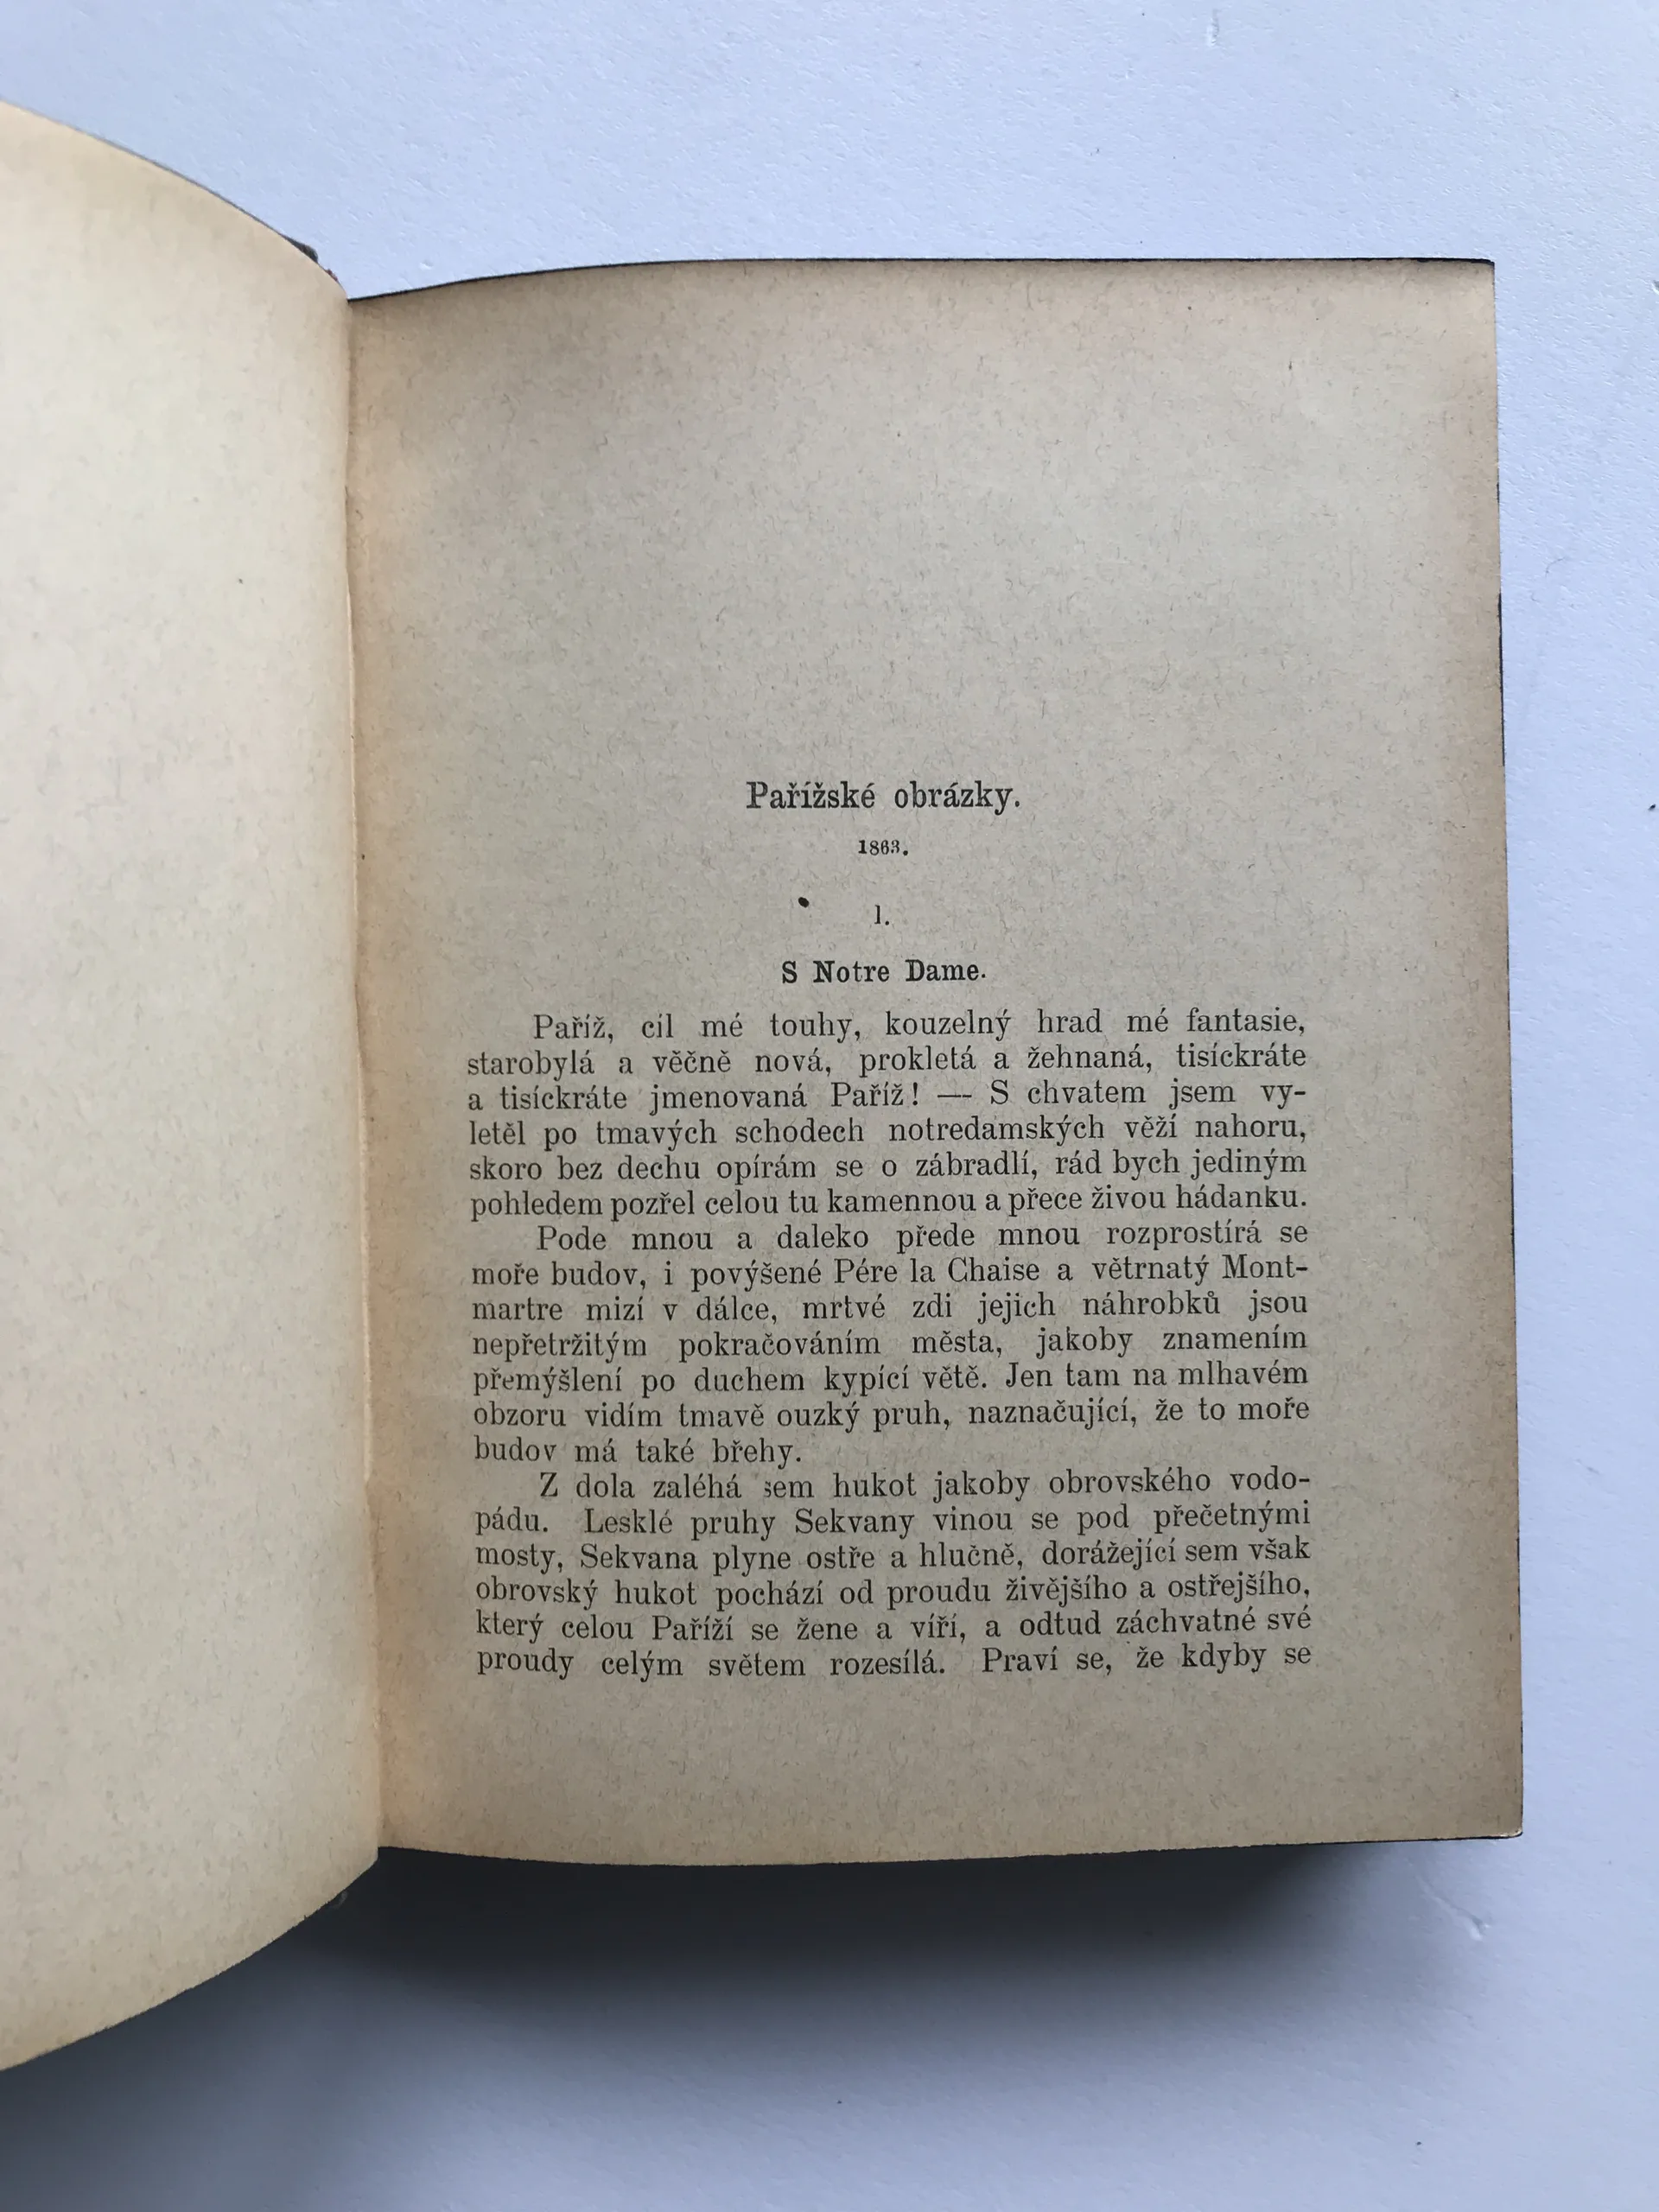 Pařížské obrázky.
1863.
1.
S Notre Dame.
Paříž, cíl mé touhy, kouzelný hrad mé fantasie,
starobylá a věčně nová, prokletá a žehnaná, tisíckráte
a tisíckráte jmenovaná Paříž! — S chvatem jsem vy-
letěl po tmavých schodech notredamských věží nahoru,
skoro bez dechu opírám se o zábradlí, rád bych jediným
pohledem pozřel celou tu kamennou a přece živou hádanku.
Pode mnou a daleko přede mnou rozprostírá se
moře budov, i povýšené Pére la Chaise a větrnatý Mont-
martre mizí v dálce, mrtvé zdi jejich náhrobků jsou
nepřetržitým pokračováním města, jakoby znamením
přemýšlení po duchem kypící větě. Jen tam na mlhavém
obzoru vidím tmavě ouzký pruh, naznačující, že to moře
budov má také břehy.
Z dola zaléhá sem hukot jakoby obrovského vodo-
pádu. Lesklé pruhy Sekvany vinou se pod přečetnými
mosty, Sekvana plyne ostře a hlučně, dorážející sem však
obrovský hukot pochází od proudu živějšího a ostřejšího,
který celou Paříží se žene a víří, a odtud záchvatné své
proudy celým světem rozesílá. Praví se, že kdyby se